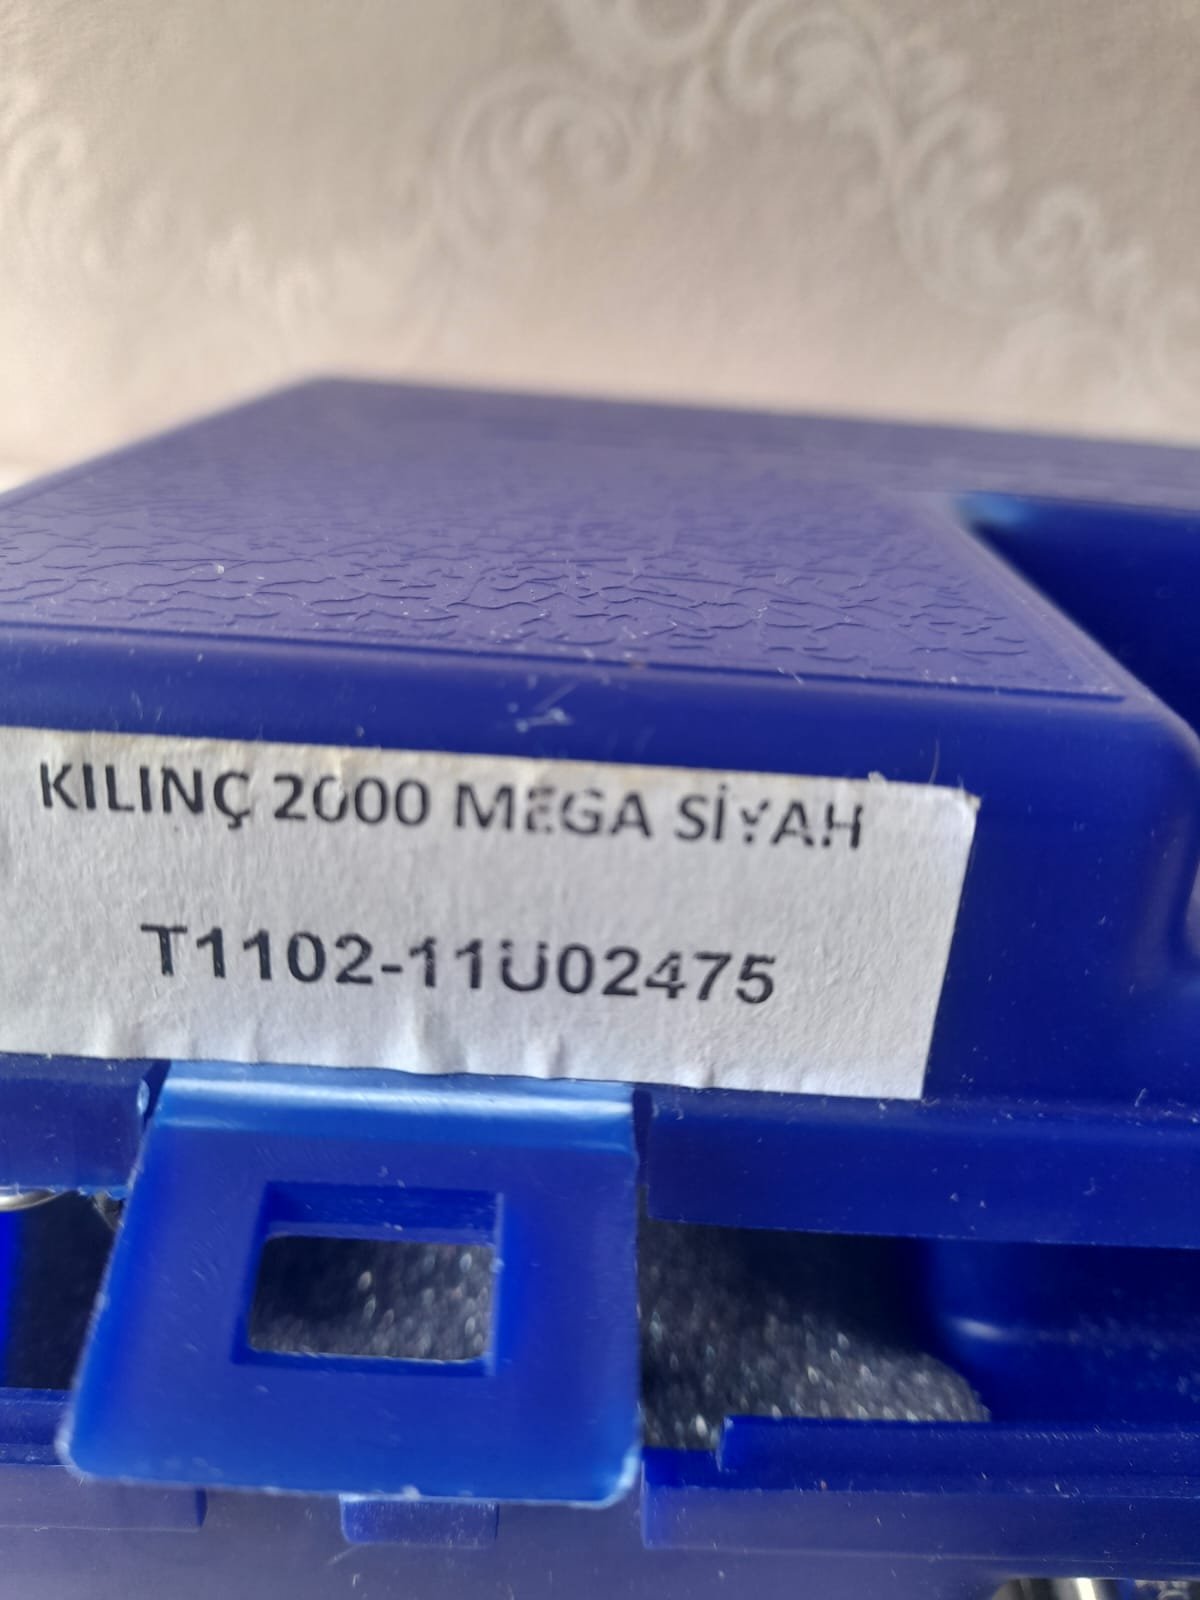 KILINÇ 2000 MEGA SİYAH
T1102-11U02475